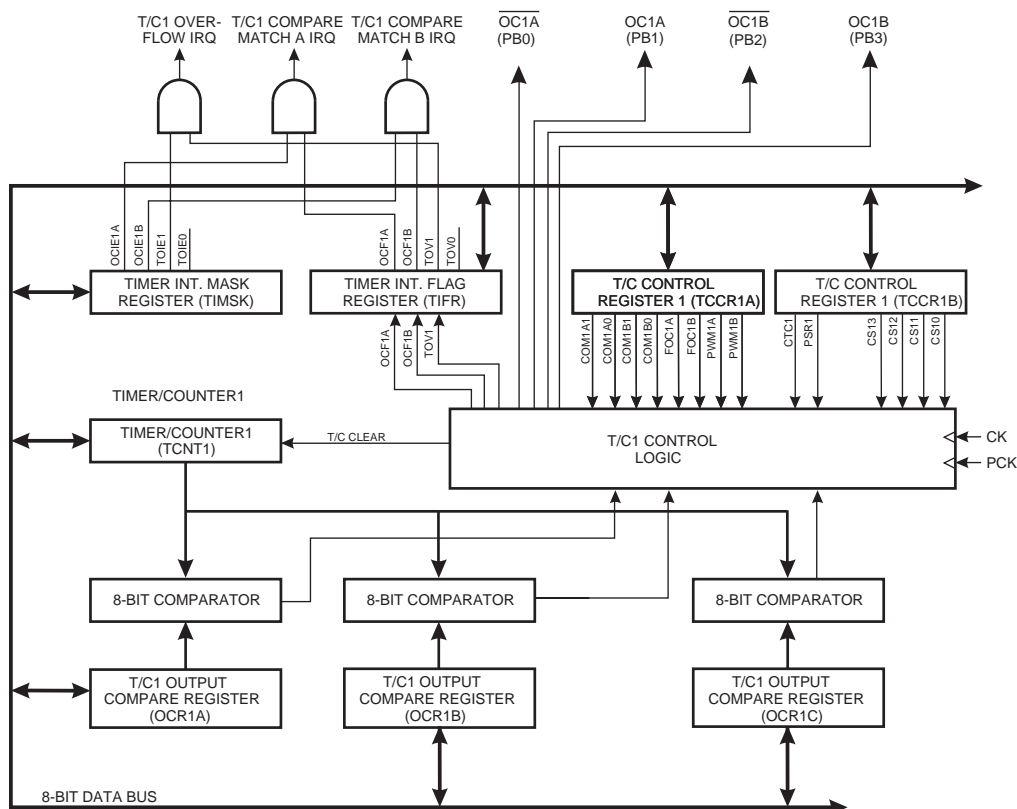 T/C1 OVER-
FLOW IRQ
T/C1 COMPARE
MATCH A IRQ
T/C1 COMPARE
MATCH B IRQ
OC1A
(PB0)
OC1A
(PB1)
OC1B
(PB2)
OC1B
(PB3)
OCIE1A
OCIE1B
TOIE1
TOIE0
OCF1A
OCF1B
TOV1
TOV0
TIMER INT. MASK
REGISTER (TIMSK)
TIMER INT. FLAG
REGISTER (TIFR)
T/C CONTROL
REGISTER 1 (TCCR1A)
T/C CONTROL
REGISTER 1 (TCCR1B)
OCF1A
OCF1B
TOV1
COM1A1
COM1A0
COM1B1
COM1B0
FOC1A
FOC1B
PWM1A
PWM1B
CTC1
PSR1
CS13
CS12
CS11
CS10
TIMER/COUNTER1
TIMER/COUNTER1
(TCNT1)
T/C CLEAR
T/C1 CONTROL
LOGIC
CK
PCK
8-BIT COMPARATOR
8-BIT COMPARATOR
8-BIT COMPARATOR
T/C1 OUTPUT
COMPARE REGISTER
(OCR1A)
T/C1 OUTPUT
COMPARE REGISTER
(OCR1B)
T/C1 OUTPUT
COMPARE REGISTER
(OCR1C)
8-BIT DATA BUS